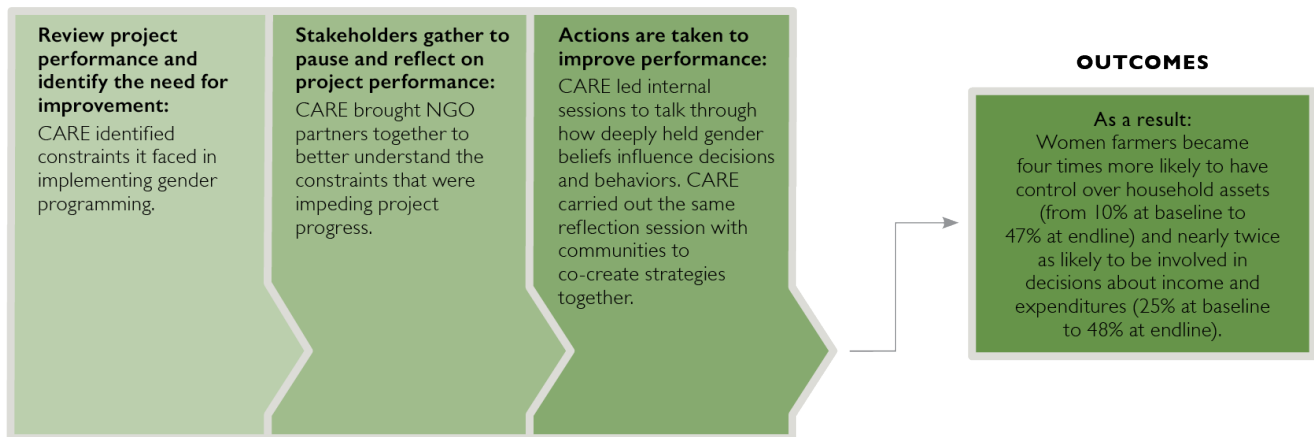 Review project
performance and
identify the need for
improvement:
CARE identified
constraints it faced in
implementing gender
programming.
Stakeholders gather to
pause and reflect on
project performance:
CARE brought NGO
partners together to
better understand the
constraints that were
impeding project
progress.
Actions are taken to
improve performance:
CARE led internal
sessions to talk through
how deeply held gender
beliefs influence decisions
and behaviors. CARE
carried out the same
reflection session with
communities to
co-create strategies
together.
OUTCOMES
As a result:
Women farmers became
four times more likely to have
control over household assets
(from 10% at baseline to
47% at endline) and nearly twice
as likely to be involved in
decisions about income and
expenditures (25% at baseline
to 48% at endline).